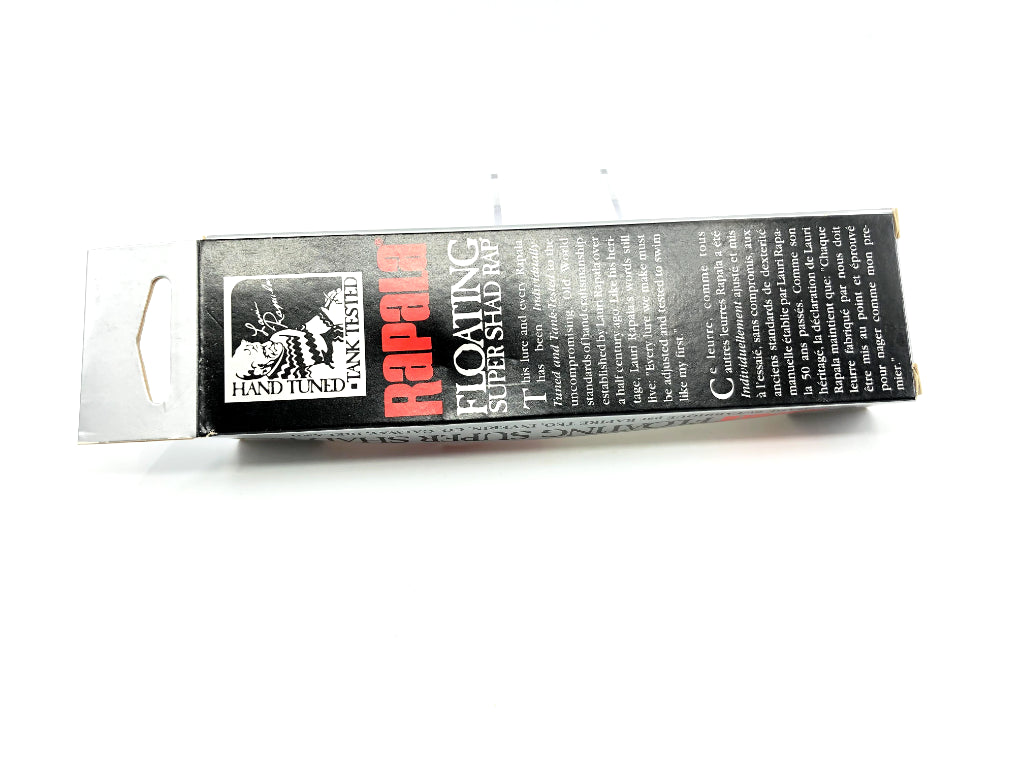 HAND TUNED
TANK TESTED
Rapala
FLOATING
SUPER SHAD RAP
This lure and every Rapala
has been Individually
Tuned and Tank-Tested to the
uncompromising, Old World
standards of handcraftsmanship
established by Lauri Rapala over
a half century ago. Like his heri-
tage, Lauri Rapala's words still
live: "Every lure we make must
be adjusted and tested to swim
like my first."
Ce leurre, comme tous
autres leurres Rapala a été
Individuellement ajusté et mis
à l'essaié, sans compromis, aux
anciens standards de dexterité
manuelle établie par Lauri Rapa-
la 50 ans passés. Comme son
héritage, la déclaration de Lauri
Rapala maintient que: "Chaque
leurre fabriqué par nous doit
être mis au point et éprouvé
pour nager comme mon pre-
mier."
FLOATING SUPER SHA